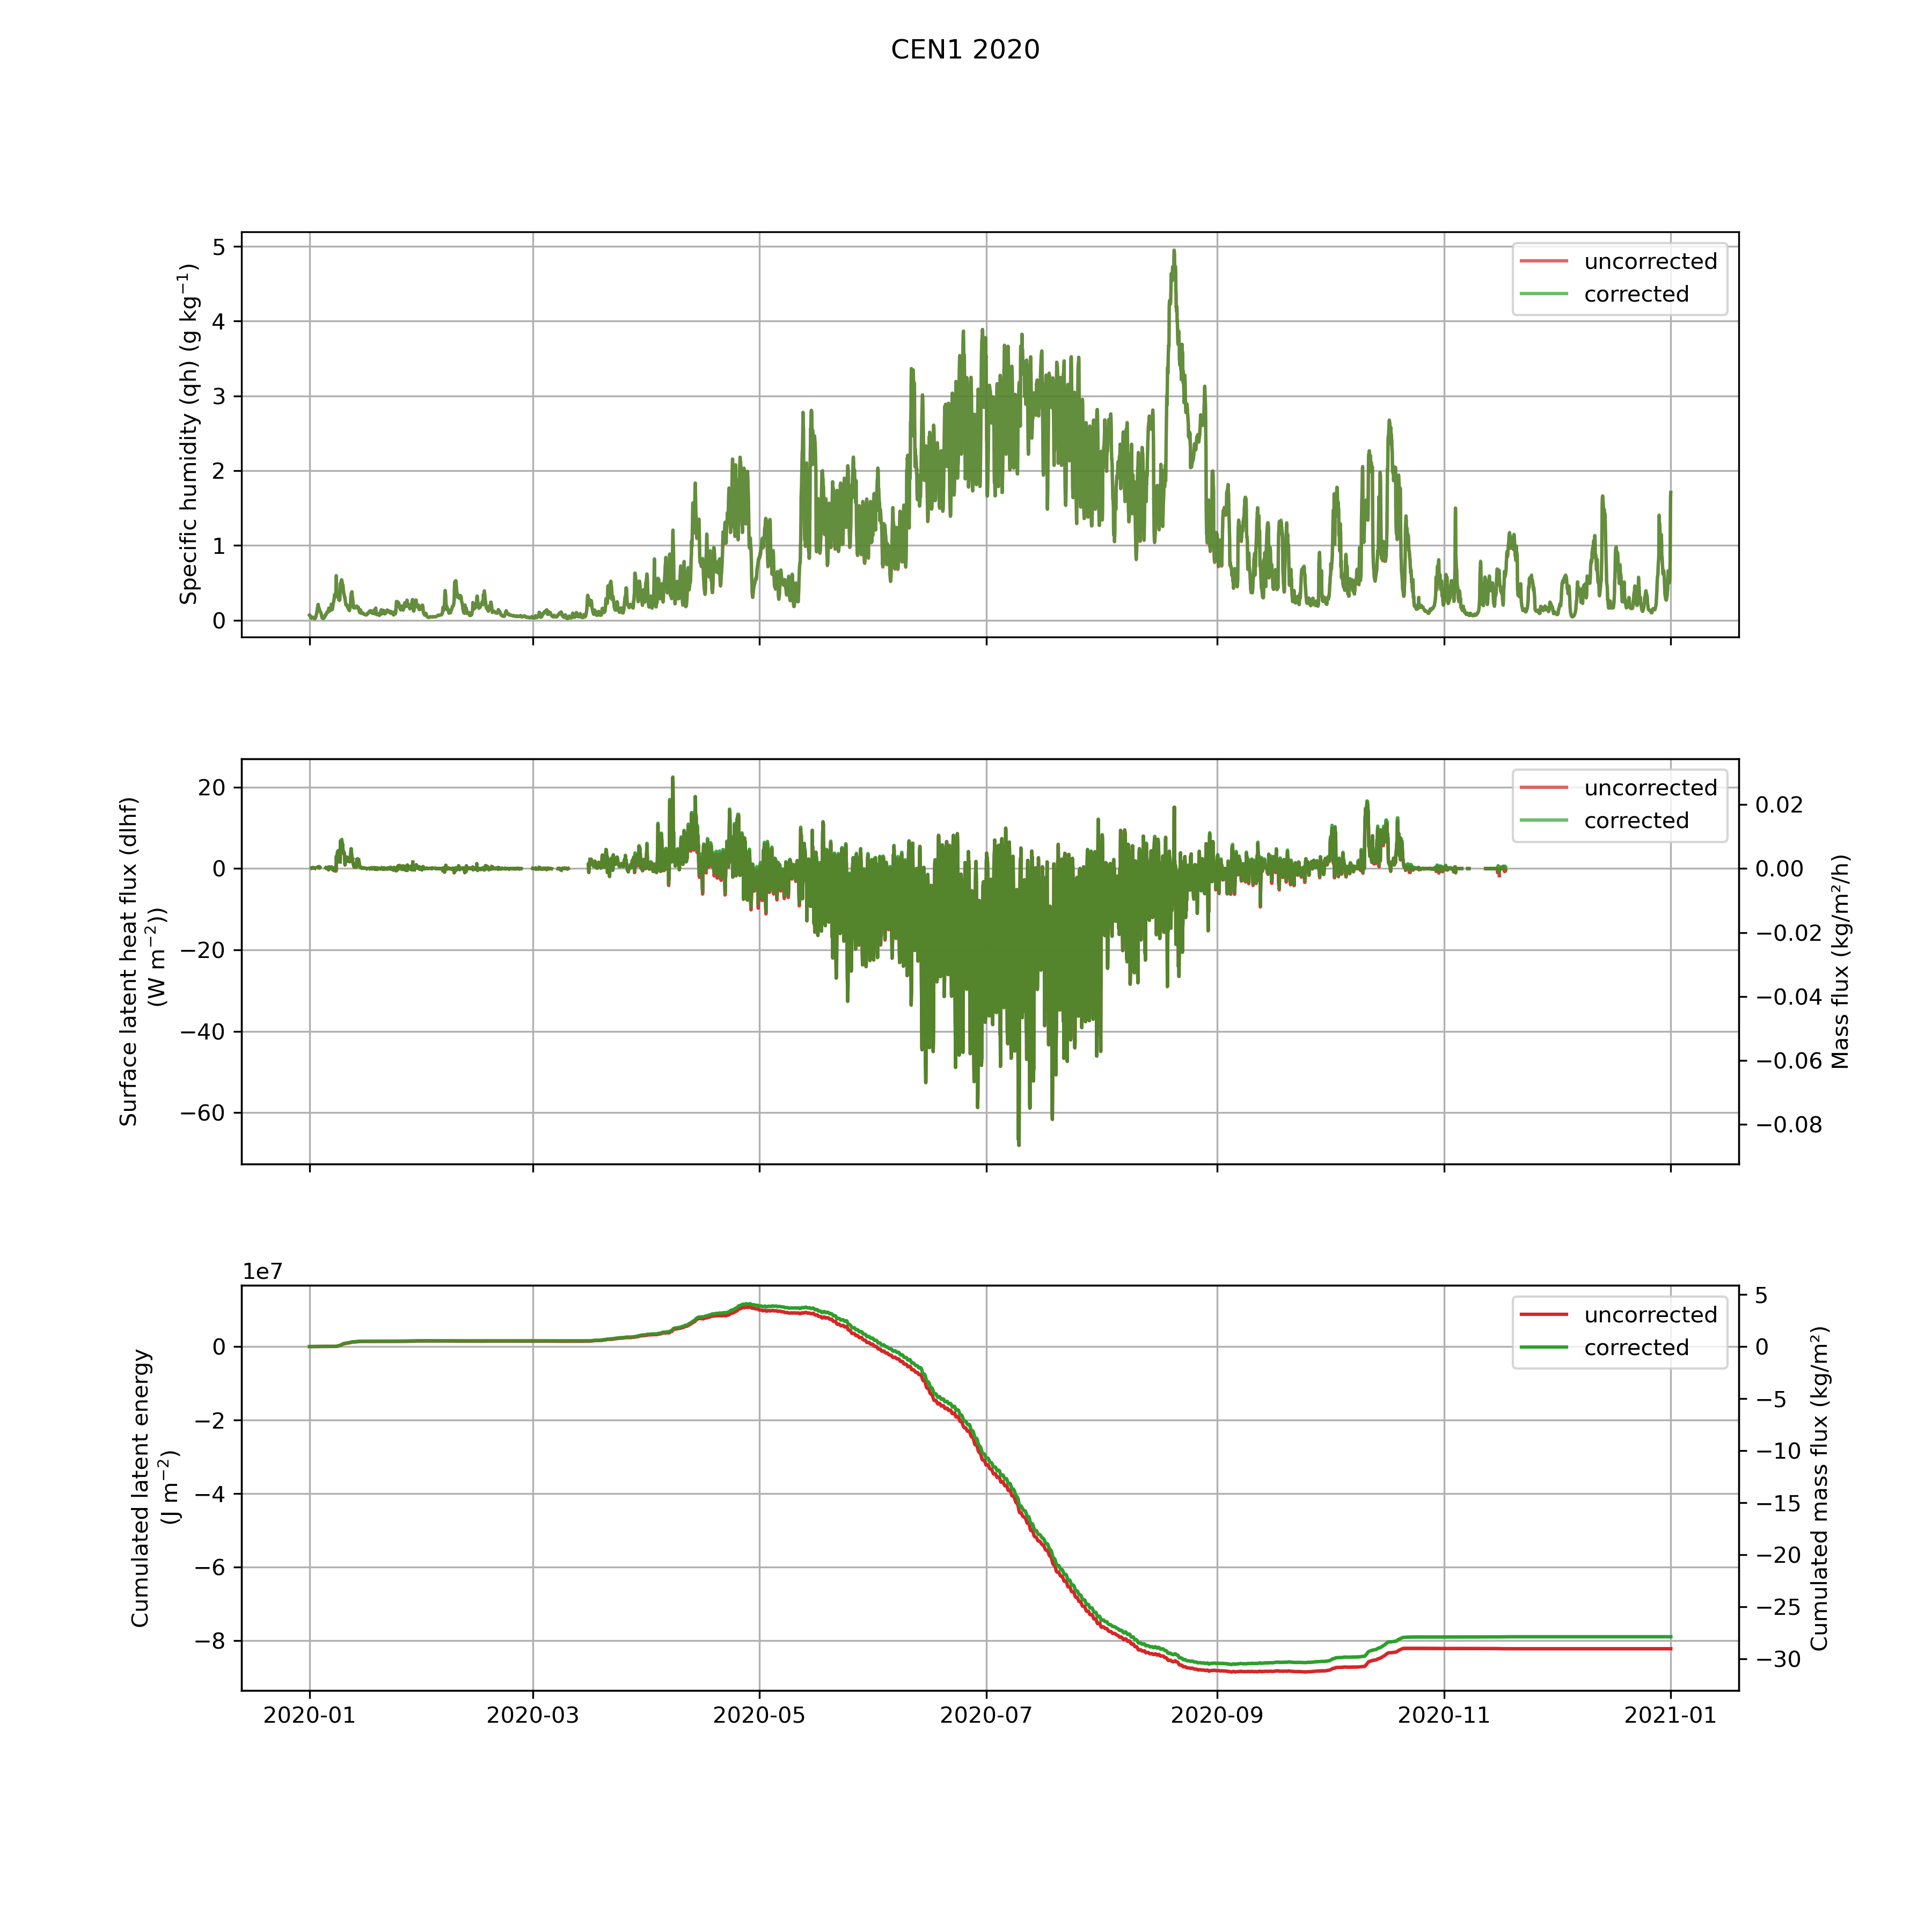 CEN1 2020
Specific humidity (qh) (g kg⁻¹)
5
4
3
2
1
0
uncorrected
corrected
Surface latent heat flux (dlhf)
(W m⁻²))
20
0
−20
−40
−60
uncorrected
corrected
0.02
0.00
−0.02
−0.04
−0.06
−0.08
Mass flux (kg/m²/h)
1e7
Cumulated latent energy
(J m⁻²)
0
−2
−4
−6
−8
uncorrected
corrected
5
0
−5
−10
−15
−20
−25
−30
Cumulated mass flux (kg/m²)
2020-01 2020-03 2020-05 2020-07 2020-09 2020-11 2021-01